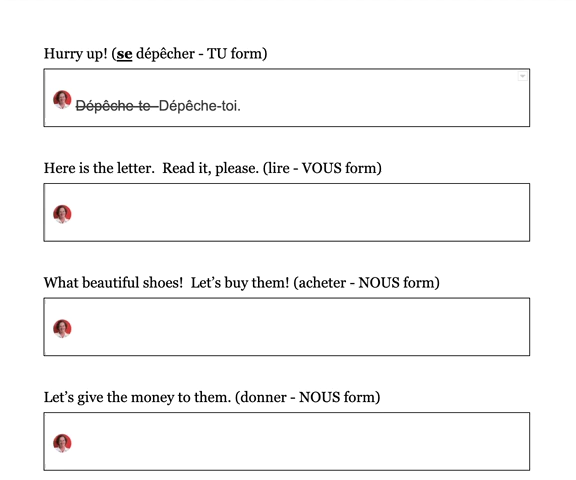 Hurry up! (se dépêcher - TU form)
Dépêche-te Dépêche-toi.
Here is the letter.  Read it, please. (lire - VOUS form)
What beautiful shoes!  Let’s buy them! (acheter - NOUS form)
Let’s give the money to them. (donner - NOUS form)